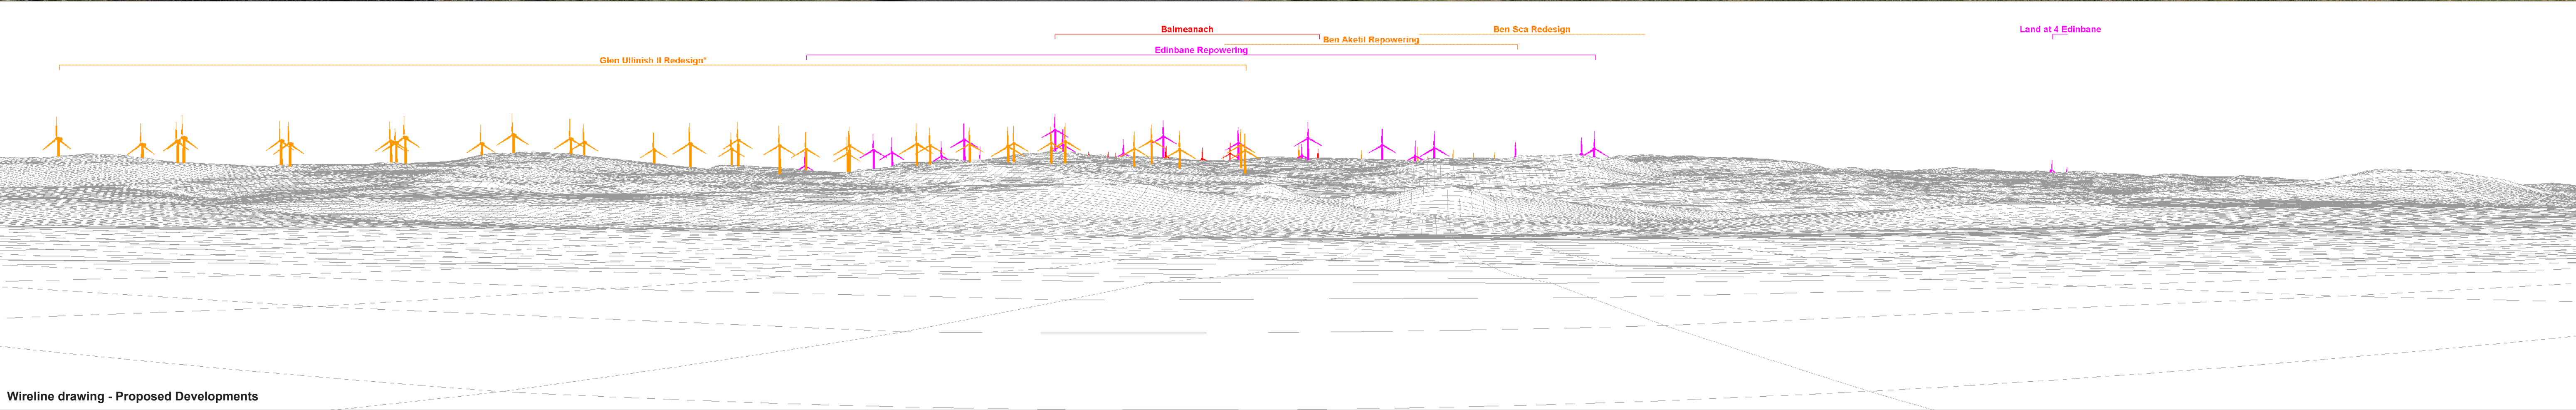 Balmeanach
Ben Sca Redesign
Land at 4 Edinbane
Ben Aketil Repowering
Edinbane Repowering
Glen Ullinish II Redesign*
Wireline drawing - Proposed Developments